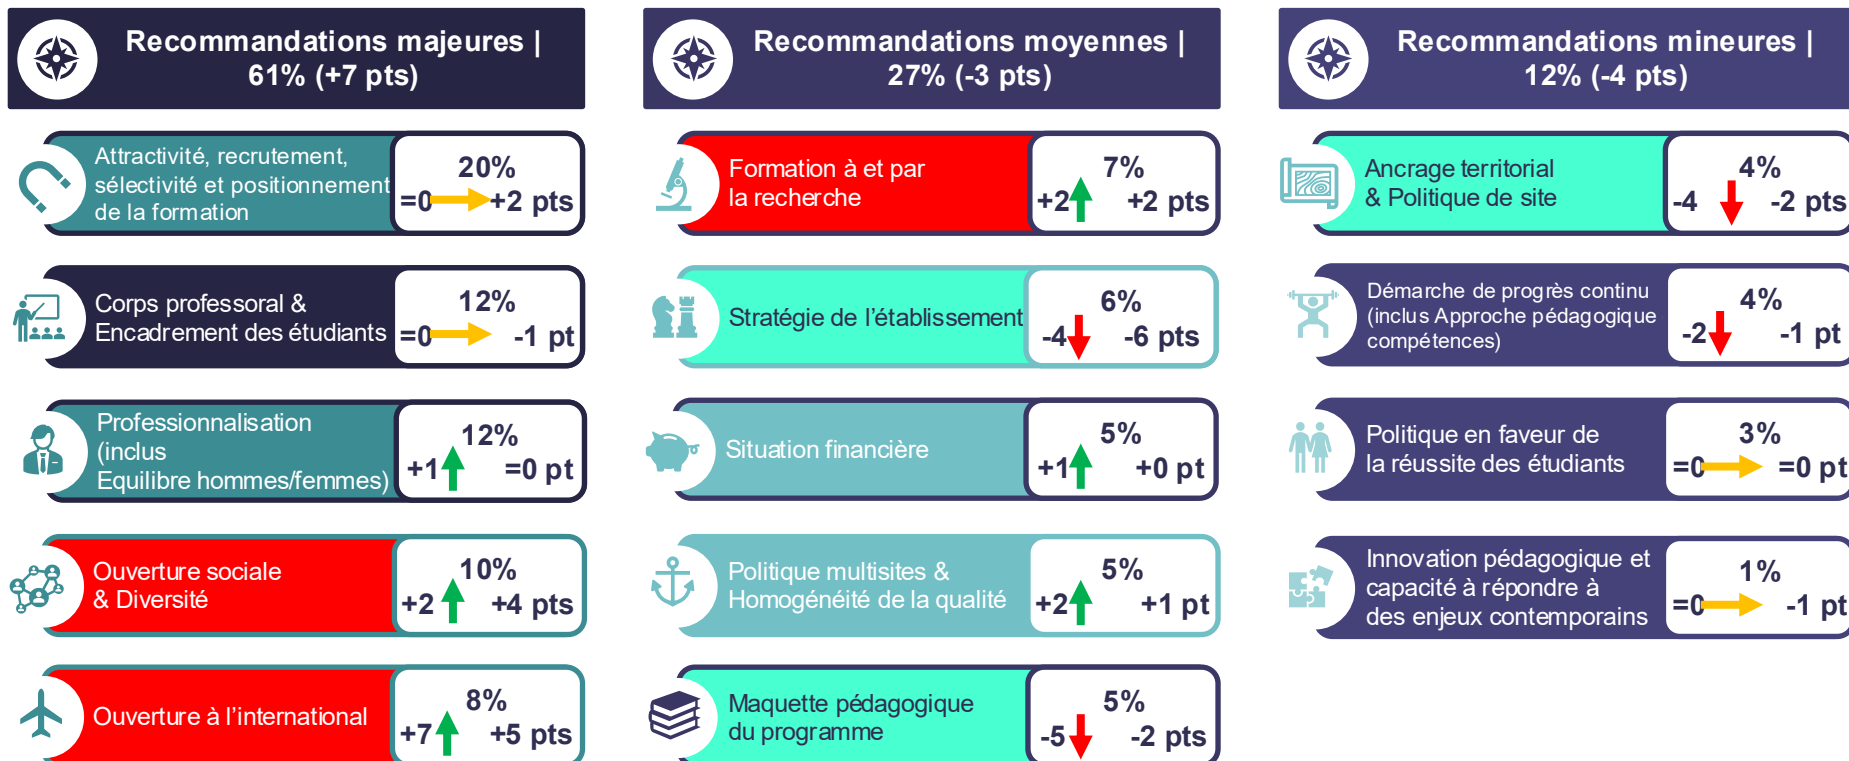 Recommandations majeures |
61% (+7 pts)
Attractivité, recrutement,
sélectivité et positionnement
de la formation
20%
=0 +2 pts
Corps professoral &
Encadrement des étudiants
12%
=0 -1 pt
Professionnalisation
(inclus
Equilibre hommes/femmes)
12%
+1 =0 pt
Ouverture sociale
& Diversité
10%
+2 +4 pts
Ouverture à l’international
8%
+7 +5 pts
Recommandations moyennes |
27% (-3 pts)
Formation à et par
la recherche
7%
+2 +2 pts
Stratégie de l’établissement
6%
-4 -6 pts
Situation financière
5%
+1 +0 pt
Politique multisites &
Homogénéité de la qualité
5%
+2 +1 pt
Maquette pédagogique
du programme
5%
-5 -2 pts
Recommandations mineures |
12% (-4 pts)
Ancrage territorial
& Politique de site
4%
-4 -2 pts
Démarche de progrès continu
(inclus Approche pédagogique
compétences)
4%
-2 -1 pt
Politique en faveur de
la réussite des étudiants
3%
=0 =0 pt
Innovation pédagogique et
capacité à répondre à
des enjeux contemporains
1%
=0 -1 pt